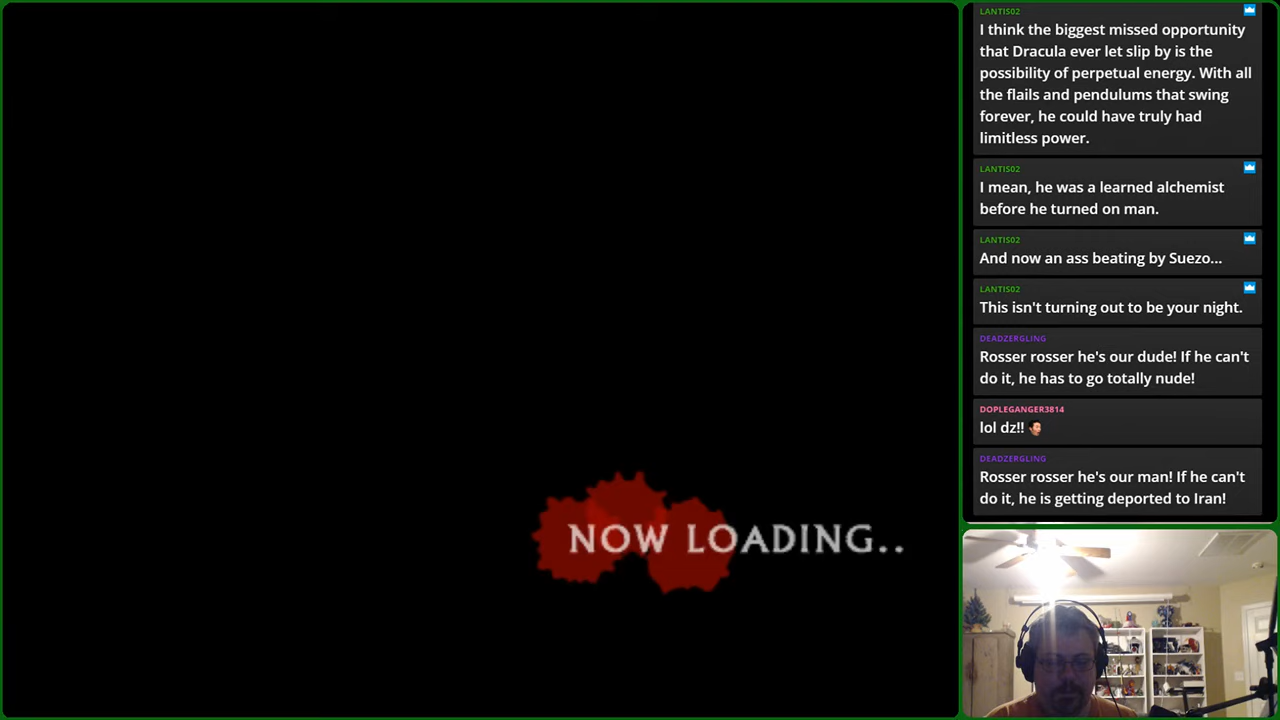 LANTIS02
I think the biggest missed opportunity
that Dracula ever let slip by is the
possibility of perpetual energy. With all
the flails and pendulums that swing
forever, he could have truly had
limitless power.
LANTIS02
I mean, he was a learned alchemist
before he turned on man.
LANTIS02
And now an ass beating by Suezo...
LANTIS02
This isn't turning out to be your night.
DEADZERGLING
Rosser rosser he's our dude! If he can't
do it, he has to go totally nude!
DOPLEGANGER3814
lol dz!!
DEADZERGLING
Rosser rosser he's our man! If he can't
do it, he is getting deported to Iran!
NOW LOADING..